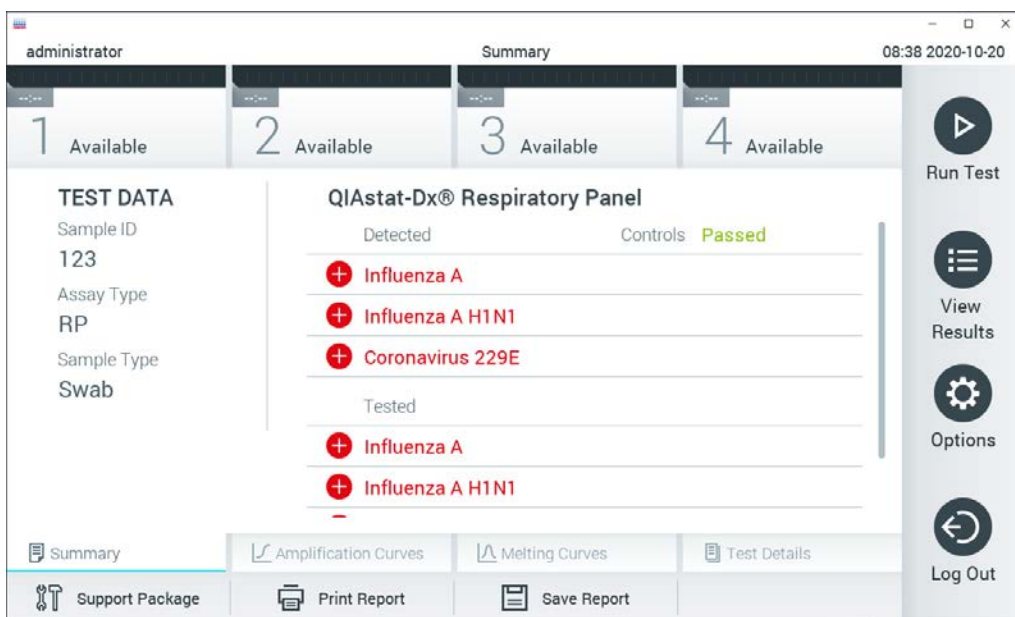 administrator Summary 08:38 2020-10-20
--:-- --:-- --:-- --:--
1 Available 2 Available 3 Available 4 Available
Run Test
TEST DATA
Sample ID
123
Assay Type
RP
Sample Type
Swab
QIAstat-Dx® Respiratory Panel
Detected Controls Passed
Influenza A
Influenza A H1N1
Coronavirus 229E
Tested
Influenza A
Influenza A H1N1
View
Results
Options
Log Out
Summary Amplification Curves Melting Curves Test Details
Support Package Print Report Save Report